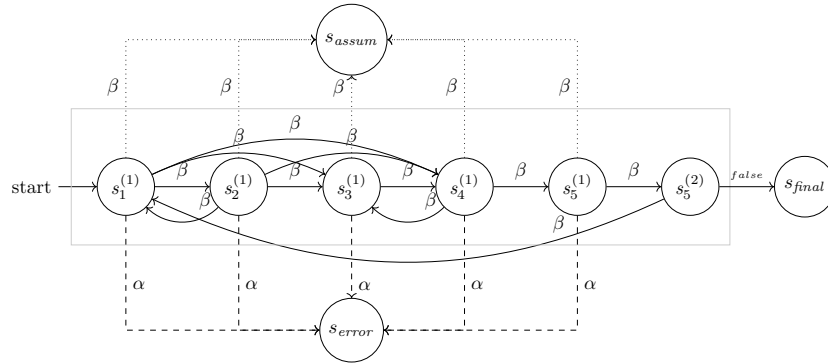 s_assum
β β β β β
β
β β
β β β β β
start s_1^{(1)} s_2^{(1)} s_3^{(1)} s_4^{(1)} s_5^{(1)} s_5^{(2)} false s_final
β β
β
α α α α α
s_error